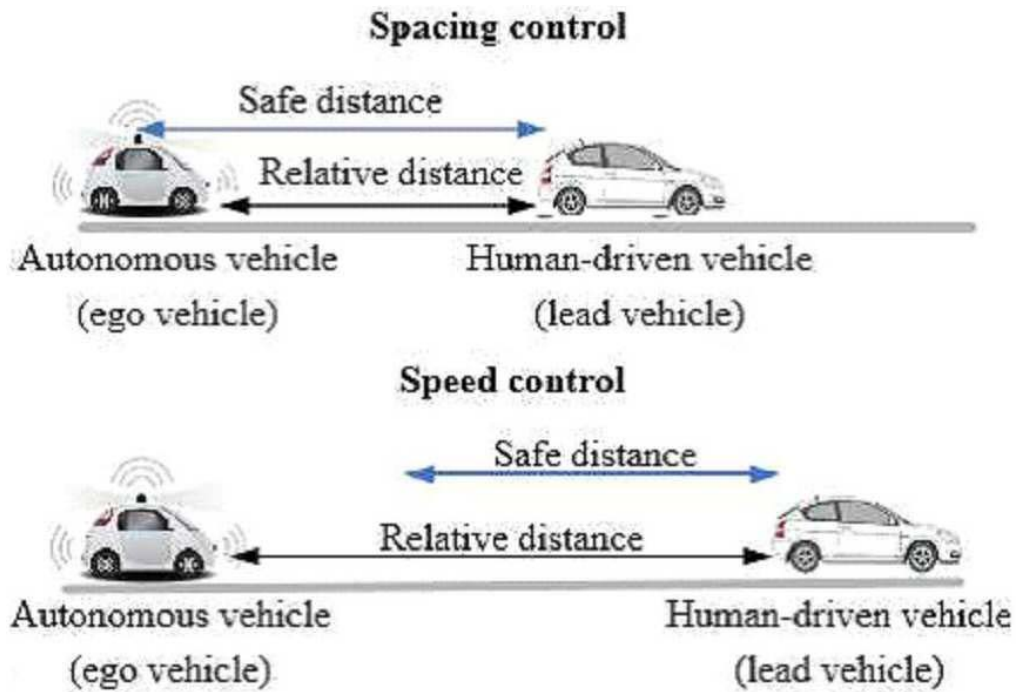 Spacing control
Safe distance
Relative distance
Autonomous vehicle
(ego vehicle)
Human-driven vehicle
(lead vehicle)
Speed control
Safe distance
Relative distance
Autonomous vehicle
(ego vehicle)
Human-driven vehicle
(lead vehicle)